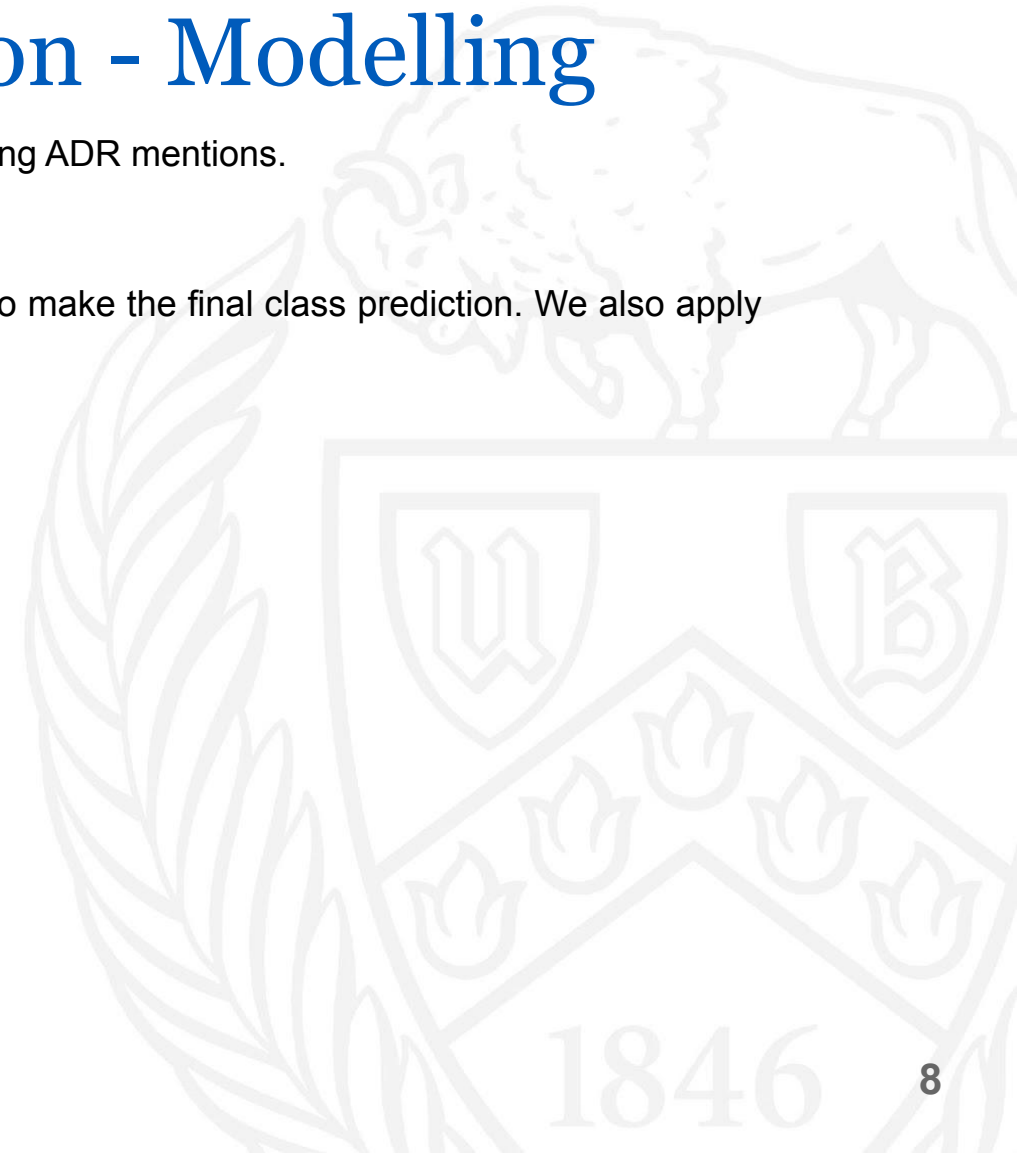 on - Modelling
ng ADR mentions.
o make the final class prediction. We also apply
U B
1846
8